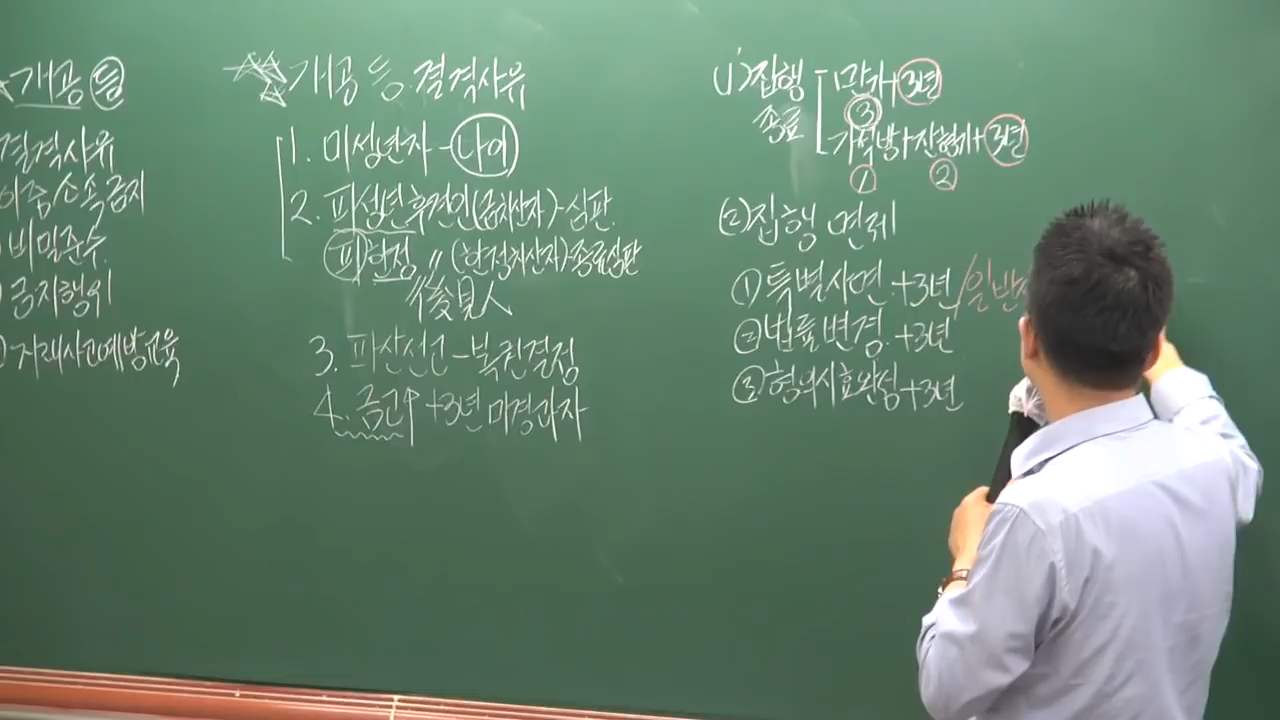 개공 등
결격사유
이중소속금지
비밀준수
금지행위
거래사고예방교육
개공 등 결격사유
1. 미성년자 - 나이
2. 피성년후견인(금치산자)-심판
피한정 〃 (한정치산자)-종료심판
後見人
3. 파산선고 - 복권결정
4. 금고↑ +3년 미경과자
(1) 집행 종료
만기+3년
③
가석방+잔형기+3년
① ②
(2) 집행 면제
① 특별사면 +3년 / 일반
② 법률변경 +3년
③ 형의시효완성+3년